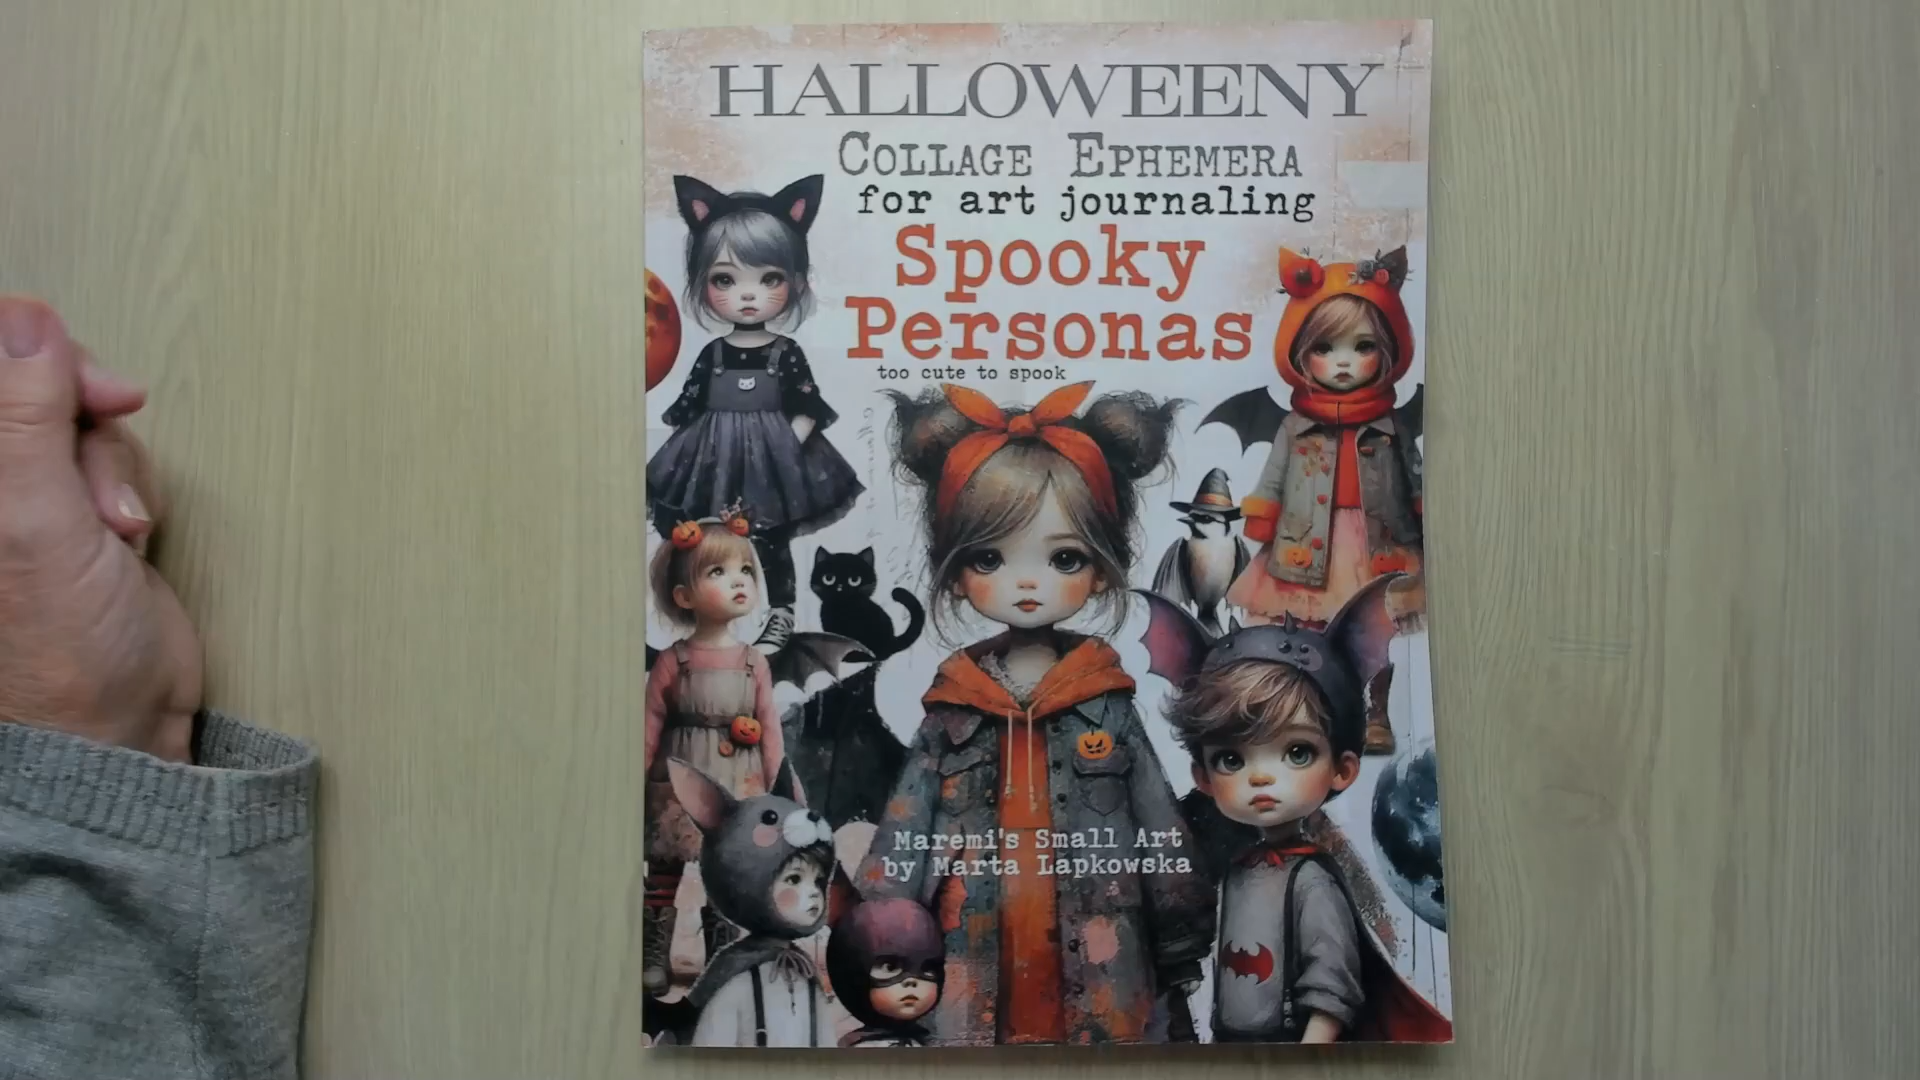 HALLOWEENY
COLLAGE EPHEMERA
for art journaling
Spooky
Personas
too cute to spook
Maremi's Small Art
by Marta Lapkowska